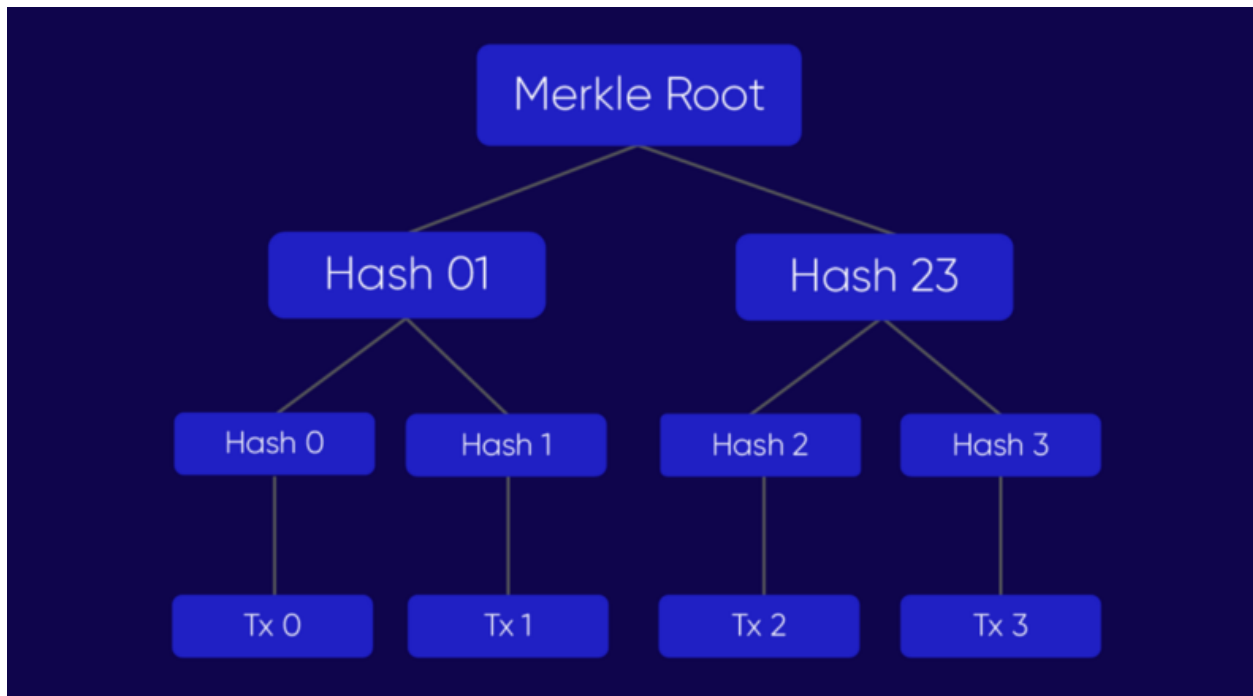 Merkle Root
Hash 01
Hash 23
Hash 0
Hash 1
Hash 2
Hash 3
Tx 0
Tx 1
Tx 2
Tx 3